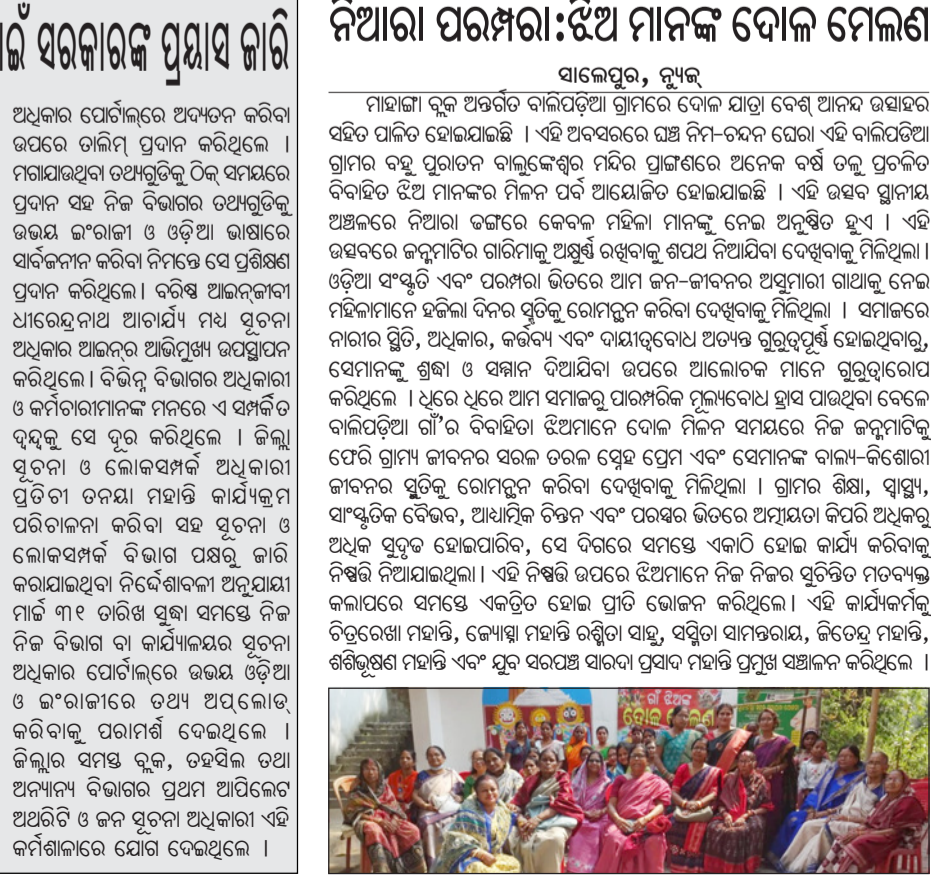 ସରକାରଙ୍କ ପ୍ରୟାସ ଜାରି
ଅଧିକାର ପୋର୍ଟାଲ୍‌ରେ ଅଦ୍ୟତନ କରିବା
ଉପରେ ତାଲିମ୍ ପ୍ରଦାନ କରିଥିଲେ ।
ମଗାଯାଉଥିବା ତଥ୍ୟଗୁଡିକୁ ଠିକ୍ ସମୟରେ
ପ୍ରଦାନ ସହ ନିଜ ବିଭାଗର ତଥ୍ୟଗୁଡିକୁ
ଉଭୟ ଇଂରାଜୀ ଓ ଓଡ଼ିଆ ଭାଷାରେ
ସାର୍ବଜନୀନ କରିବା ନିମନ୍ତେ ସେ ପ୍ରଶିକ୍ଷଣ
ପ୍ରଦାନ କରିଥିଲେ। ବରିଷ୍ଠ ଆଇନ୍‌ଜୀବୀ
ଧୀରେନ୍ଦ୍ରନାଥ ଆଚାର୍ଯ୍ୟ ମଧ୍ୟ ସୂଚନା
ଅଧିକାର ଆଇନ୍‌ର ଆଭିମୁଖ୍ୟ ଉପସ୍ଥାପନ
କରିଥିଲେ। ବିଭିନ୍ନ ବିଭାଗର ଅଧିକାରୀ
ଓ କର୍ମଚାରୀମାନଙ୍କ ମନରେ ଏ ସମ୍ପର୍କିତ
ଦ୍ୱନ୍ଦ୍ୱକୁ ସେ ଦୂର କରିଥିଲେ । ଜିଲ୍ଲା
ସୂଚନା ଓ ଲୋକସମ୍ପର୍କ ଅଧିକାରୀ
ପ୍ରତିଚୀ ତନୟା ମହାନ୍ତି କାର୍ଯ୍ୟକ୍ରମ
ପରିଚାଳନା କରିବା ସହ ସୂଚନା ଓ
ଲୋକସମ୍ପର୍କ ବିଭାଗ ପକ୍ଷରୁ ଜାରି
କରାଯାଇଥିବା ନିର୍ଦ୍ଦେଶାବଳୀ ଅନୁଯାୟୀ
ମାର୍ଚ୍ଚ ୩୧ ତାରିଖ ସୁଦ୍ଧା ସମସ୍ତେ ନିଜ
ନିଜ ବିଭାଗ ବା କାର୍ଯ୍ୟାଳୟର ସୂଚନା
ଅଧିକାର ପୋର୍ଟାଲ୍‌ରେ ଉଭୟ ଓଡ଼ିଆ
ଓ ଇଂରାଜୀରେ ତଥ୍ୟ ଅପ୍‌ଲୋଡ୍
କରିବାକୁ ପରାମର୍ଶ ଦେଇଥିଲେ ।
ଜିଲ୍ଲାର ସମସ୍ତ ବ୍ଲକ, ତହସିଲ ତଥା
ଅନ୍ୟାନ୍ୟ ବିଭାଗର ପ୍ରଥମ ଆପିଲେଟ
ଅଥରିଟି ଓ ଜନ ସୂଚନା ଅଧିକାରୀ ଏହି
କର୍ମଶାଳାରେ ଯୋଗ ଦେଇଥିଲେ ।
ନିଆରା ପରମ୍ପରା:ଝିଅ ମାନଙ୍କ ଦୋଳ ମେଲଣ
ସାଲେପୁର, ନ୍ୟୁଜ୍
ମାହାଙ୍ଗା ବ୍ଲକ ଅନ୍ତର୍ଗତ ବାଲିପଡ଼ିଆ ଗ୍ରାମରେ ଦୋଳ ଯାତ୍ରା ବେଶ୍ ଆନନ୍ଦ ଉତ୍ସାହର
ସହିତ ପାଳିତ ହୋଇଯାଇଛି । ଏହି ଅବସରରେ ଘଞ୍ଚ ନିମ-ଚନ୍ଦନ ଘେରା ଏହି ବାଲିପଡିଆ
ଗ୍ରାମର ବହୁ ପୁରାତନ ବାଲୁଙ୍କେଶ୍ୱର ମନ୍ଦିର ପ୍ରାଙ୍ଗଣରେ ଅନେକ ବର୍ଷ ତଳୁ ପ୍ରଚଳିତ
ବିବାହିତ ଝିଅ ମାନଙ୍କର ମିଳନ ପର୍ବ ଆୟୋଜିତ ହୋଇଯାଇଛି । ଏହି ଉତ୍ସବ ସ୍ଥାନୀୟ
ଅଞ୍ଚଳରେ ନିଆରା ଢଙ୍ଗରେ କେବଳ ମହିଳା ମାନଙ୍କୁ ନେଇ ଅନୁଷ୍ଠିତ ହୁଏ । ଏହି
ଉତ୍ସବରେ ଜନ୍ମମାଟିର ଗାରିମାକୁ ଅକ୍ଷୁର୍ଣ୍ଣ ରଖିବାକୁ ଶପଥ ନିଆଯିବା ଦେଖିବାକୁ ମିଳିଥିଲା।
ଓଡ଼ିଆ ସଂସ୍କୃତି ଏବଂ ପରମ୍ପରା ଭିତରେ ଆମ ଜନ-ଜୀବନର ଅସୁମାରୀ ଗାଥାକୁ ନେଇ
ମହିଳାମାନେ ହଜିଲା ଦିନର ସ୍ମୃତିକୁ ରୋମନ୍ଥନ କରିବା ଦେଖିବାକୁ ମିଳିଥିଲା । ସମାଜରେ
ନାରୀର ସ୍ଥିତି, ଅଧିକାର, କର୍ତ୍ତବ୍ୟ ଏବଂ ଦାୟୀତ୍ୱବୋଧ ଅତ୍ୟନ୍ତ ଗୁରୁତ୍ୱପୂର୍ଣ୍ଣ ହୋଇଥିବାରୁ,
ସେମାନଙ୍କୁ ଶ୍ରଦ୍ଧା ଓ ସମ୍ମାନ ଦିଆଯିବା ଉପରେ ଆଲୋଚକ ମାନେ ଗୁରୁତ୍ୱାରୋପ
କରିଥିଲେ । ଧିରେ ଧିରେ ଆମ ସମାଜରୁ ପାରମ୍ପରିକ ମୂଲ୍ୟବୋଧ ହ୍ରାସ ପାଉଥିବା ବେଳେ
ବାଲିପଡ଼ିଆ ଗାଁ'ର ବିବାହିତା ଝିଅମାନେ ଦୋଳ ମିଳନ ସମୟରେ ନିଜ ଜନ୍ମମାଟିକୁ
ଫେରି ଗ୍ରାମ୍ୟ ଜୀବନର ସରଳ ତରଳ ସ୍ନେହ ପ୍ରେମ ଏବଂ ସେମାନଙ୍କ ବାଲ୍ୟ-କିଶୋରୀ
ଜୀବନର ସ୍ମୃତିକୁ ରୋମନ୍ଥନ କରିବା ଦେଖିବାକୁ ମିଳିଥିଲା । ଗ୍ରାମର ଶିକ୍ଷା, ସ୍ୱାସ୍ଥ୍ୟ,
ସାଂସ୍କୃତିକ ବୈଭବ, ଆଧ୍ୟାତ୍ମିକ ଚିନ୍ତନ ଏବଂ ପରସ୍ପର ଭିତରେ ଅତ୍ମୀୟତା କିପରି ଅଧିକରୁ
ଅଧିକ ସୁଦୃଢ ହୋଇପାରିବ, ସେ ଦିଗରେ ସମସ୍ତେ ଏକାଠି ହୋଇ କାର୍ଯ୍ୟ କରିବାକୁ
ନିଷ୍ପତ୍ତି ନିଆଯାଇଥିଲା। ଏହି ନିଷ୍ପତ୍ତି ଉପରେ ଝିଅମାନେ ନିଜ ନିଜର ସୁଚିନ୍ତିତ ମତବ୍ୟକ୍ତ
କଲାପରେ ସମସ୍ତେ ଏକତ୍ରିତ ହୋଇ ପ୍ରୀତି ଭୋଜନ କରିଥିଲେ। ଏହି କାର୍ଯ୍ୟକର୍ମକୁ
ଚିତ୍ରରେଖା ମହାନ୍ତି, ଜ୍ୟୋତ୍ସ୍ନା ମହାନ୍ତି ରଶ୍ମିତା ସାହୁ, ସସ୍ମିତା ସାମନ୍ତରାୟ, ଜିତେନ୍ଦ୍ର ମହାନ୍ତି,
ଶଶିଭୂଷଣ ମହାନ୍ତି ଏବଂ ଯୁବ ସରପଞ୍ଚ ସାରଦା ପ୍ରସାଦ ମହାନ୍ତି ପ୍ରମୁଖ ସଞ୍ଚାଳନ କରିଥିଲେ ।
ଗାଁ ଝିଅଙ୍କ
ଦୋଳ ମେଲଣ